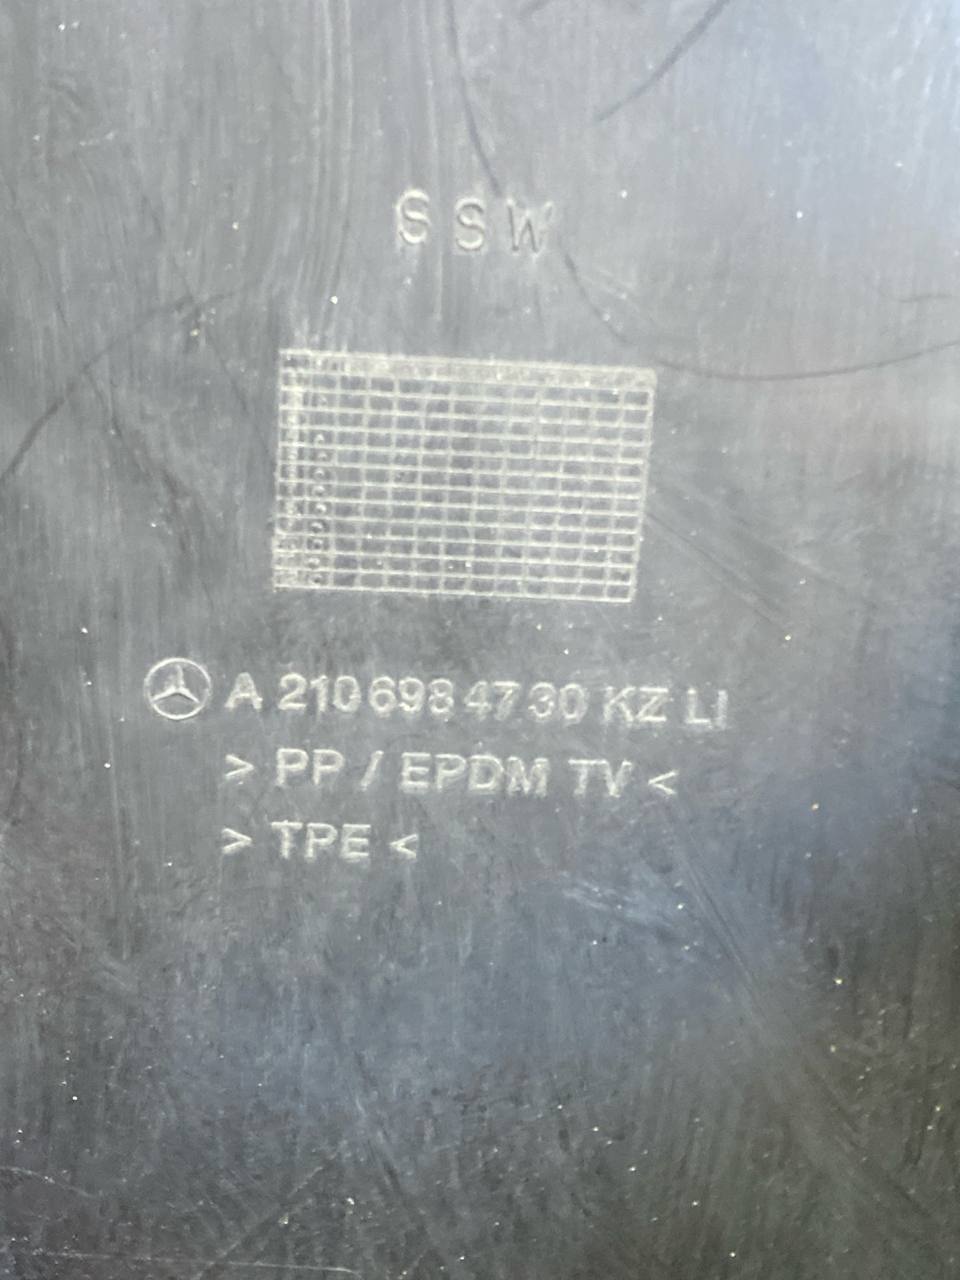 SSW
A 210 698 47 30 KZ LI
> PP / EPDM TV <
> TPE <